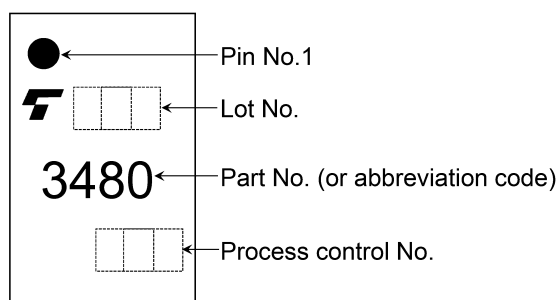 Pin No.1
Lot No.
3480 Part No. (or abbreviation code)
Process control No.